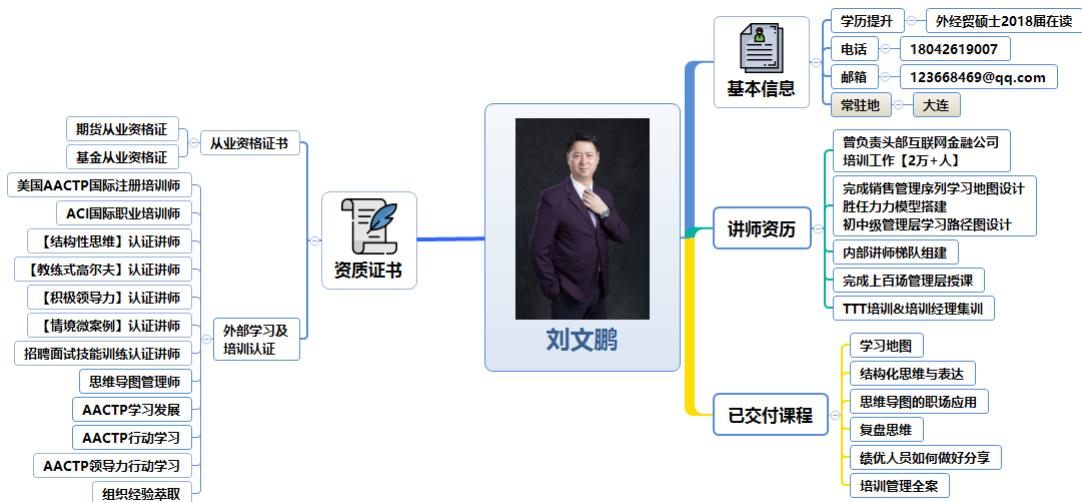 刘文鹏
基本信息
学历提升
外经贸硕士2018届在读
电话
18042619007
邮箱
123668469@qq.com
常驻地
大连
讲师资历
曾负责头部互联网金融公司
培训工作【2万+人】
完成销售管理序列学习地图设计
胜任力力模型搭建
初中级管理层学习路径图设计
内部讲师梯队组建
完成上百场管理层授课
TTT培训&培训经理集训
已交付课程
学习地图
结构化思维与表达
思维导图的职场应用
复盘思维
绩优人员如何做好分享
培训管理全案
资质证书
从业资格证书
期货从业资格证
基金从业资格证
外部学习及
培训认证
美国AACTP国际注册培训师
ACI国际职业培训师
【结构性思维】认证讲师
【教练式高尔夫】认证讲师
【积极领导力】认证讲师
【情境微案例】认证讲师
招聘面试技能训练认证讲师
思维导图管理师
AACTP学习发展
AACTP行动学习
AACTP领导力行动学习
组织经验萃取